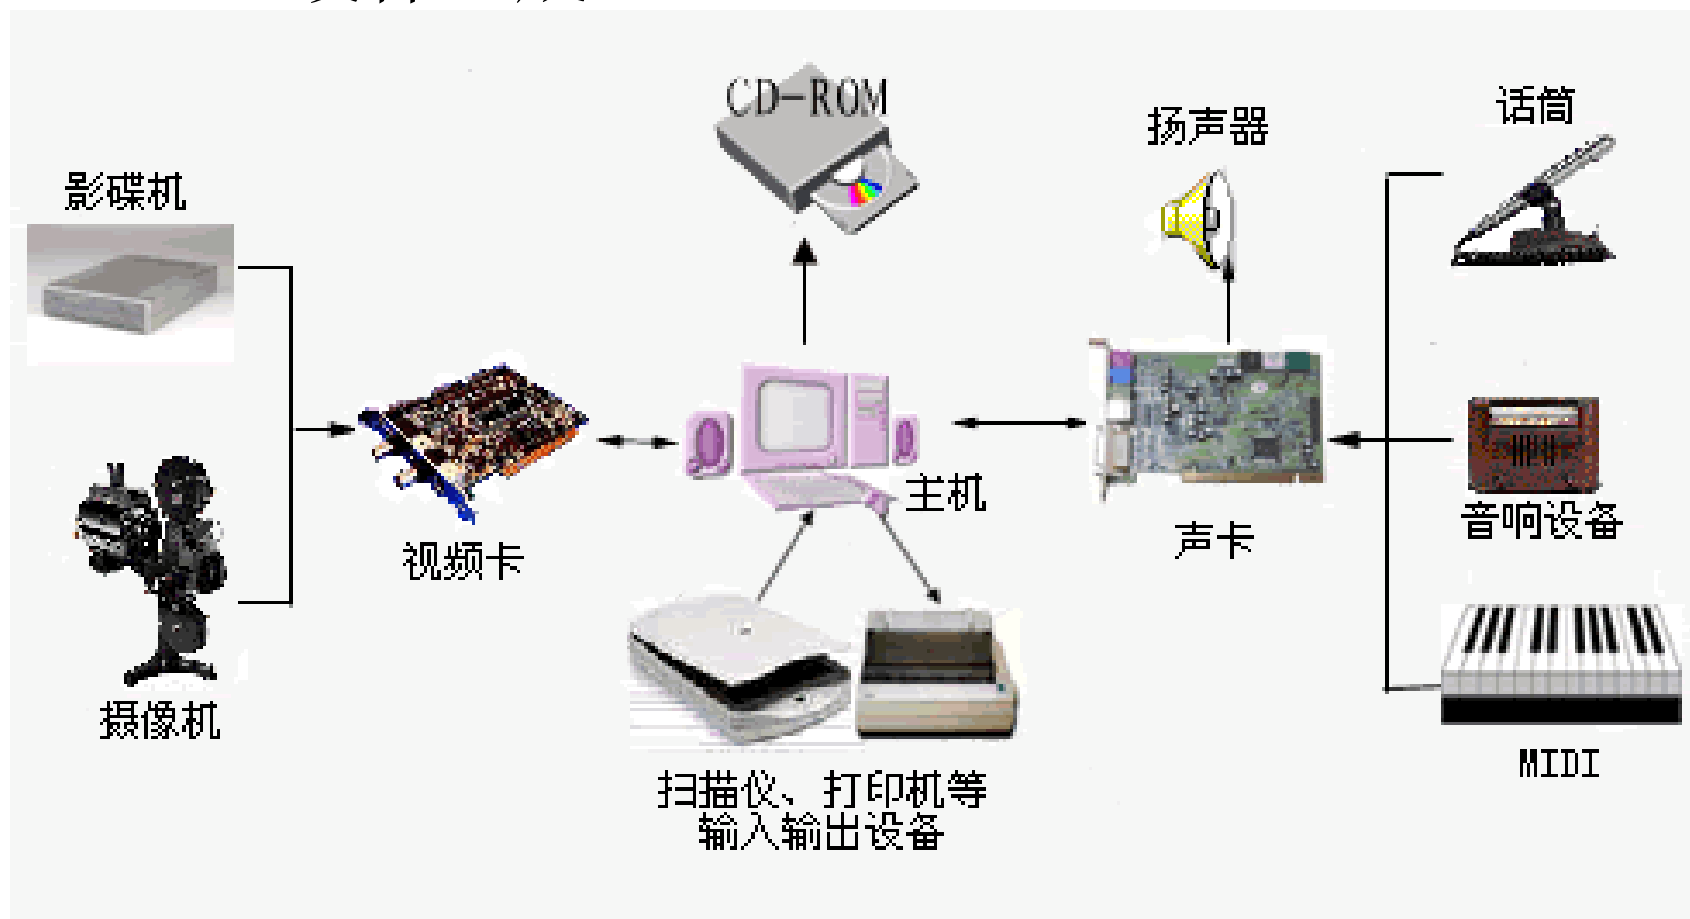 CD-ROM
扬声器
话筒
影碟机
主机
音响设备
声卡
视频卡
摄像机
MIDI
扫描仪、打印机等
输入输出设备